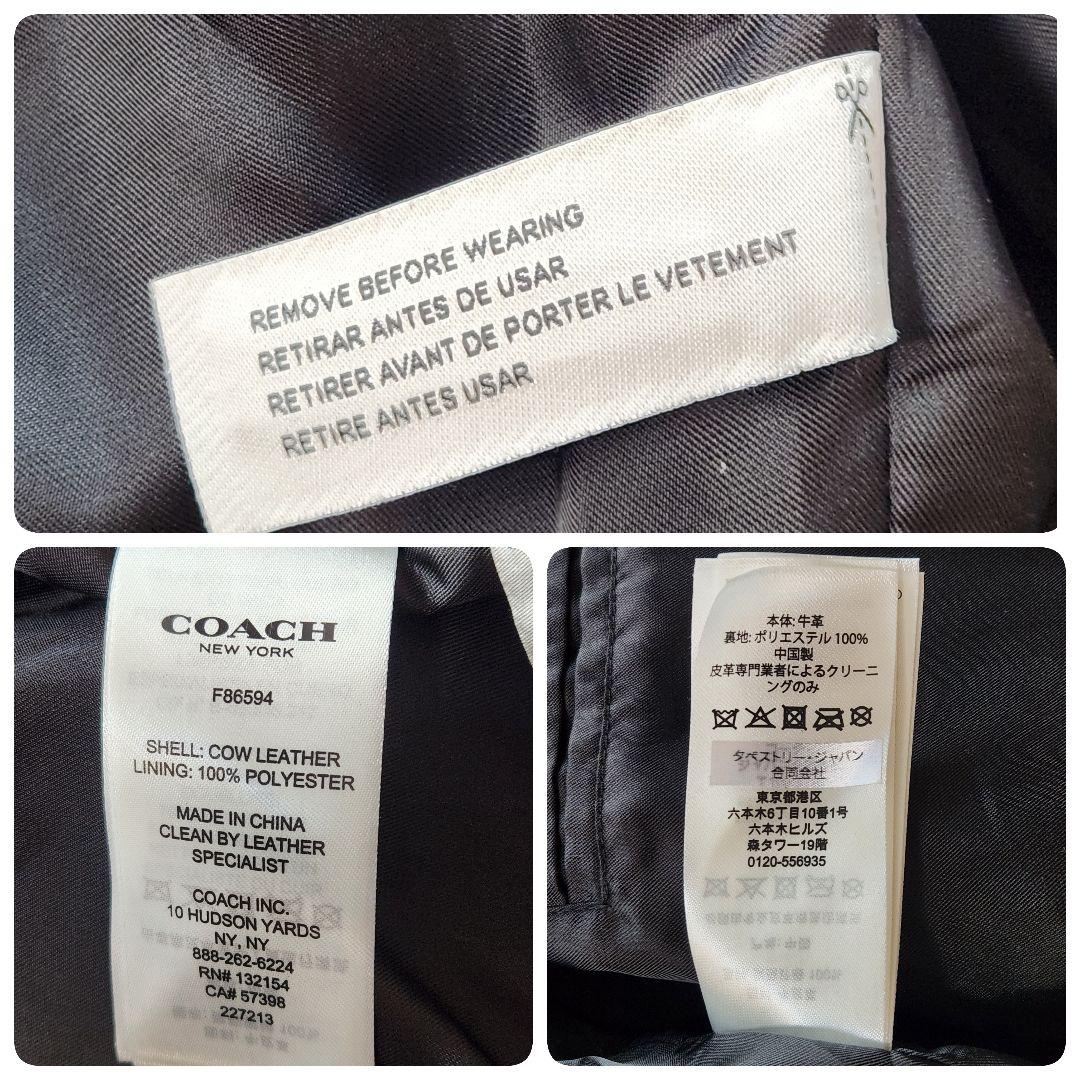 REMOVE BEFORE WEARING
RETIRAR ANTES DE USAR
RETIRER AVANT DE PORTER LE VETEMENT
RETIRE ANTES USAR
COACH
NEW YORK
F86594
SHELL: COW LEATHER
LINING: 100% POLYESTER
MADE IN CHINA
CLEAN BY LEATHER
SPECIALIST
COACH INC.
10 HUDSON YARDS
NY, NY
888-262-6224
RN# 132154
CA# 57398
227213
本体: 牛革
裏地: ポリエステル 100%
中国製
皮革専門業者によるクリーニ
ングのみ
タペストリー・ジャパン
合同会社
東京都港区
六本木6丁目10番1号
六本木ヒルズ
森タワー19階
0120-556935